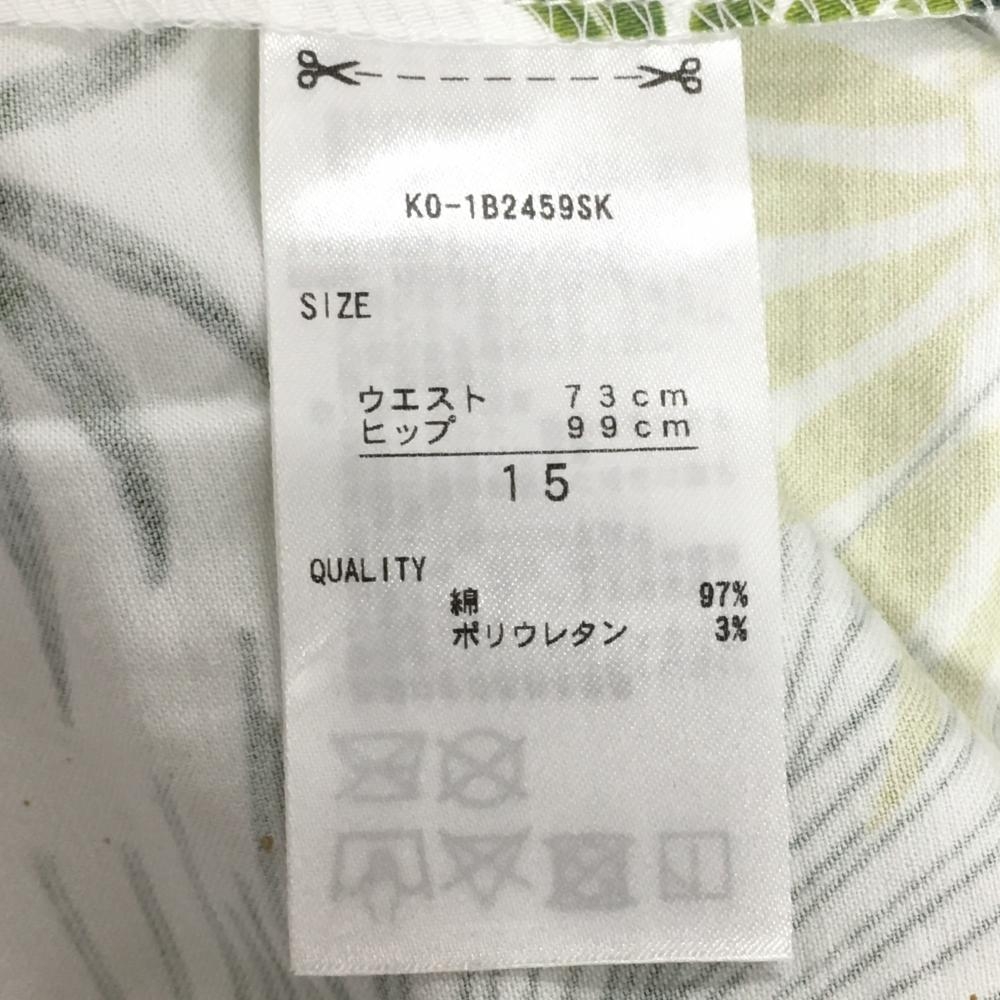 KO-1B2459SK
SIZE
ウエスト 73cm
ヒップ 99cm
15
QUALITY
綿 97%
ポリウレタン 3%